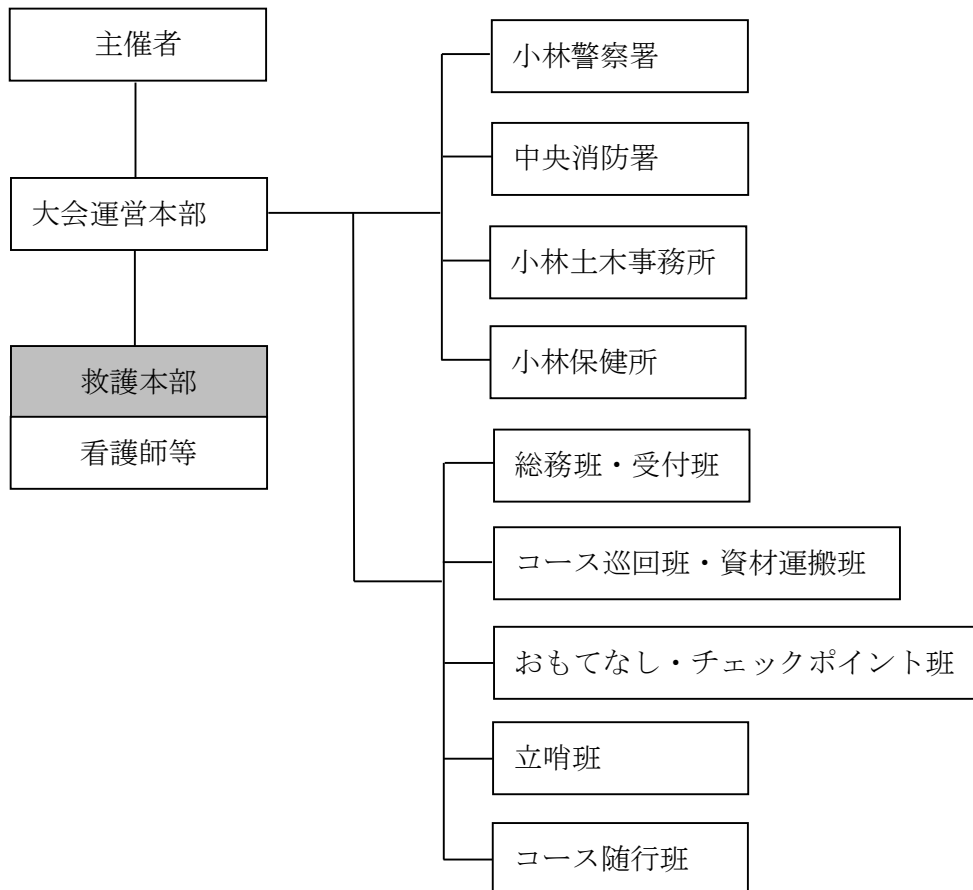 主催者
大会運営本部
救護本部
看護師等
小林警察署
中央消防署
小林土木事務所
小林保健所
総務班・受付班
コース巡回班・資材運搬班
おもてなし・チェックポイント班
立哨班
コース随行班